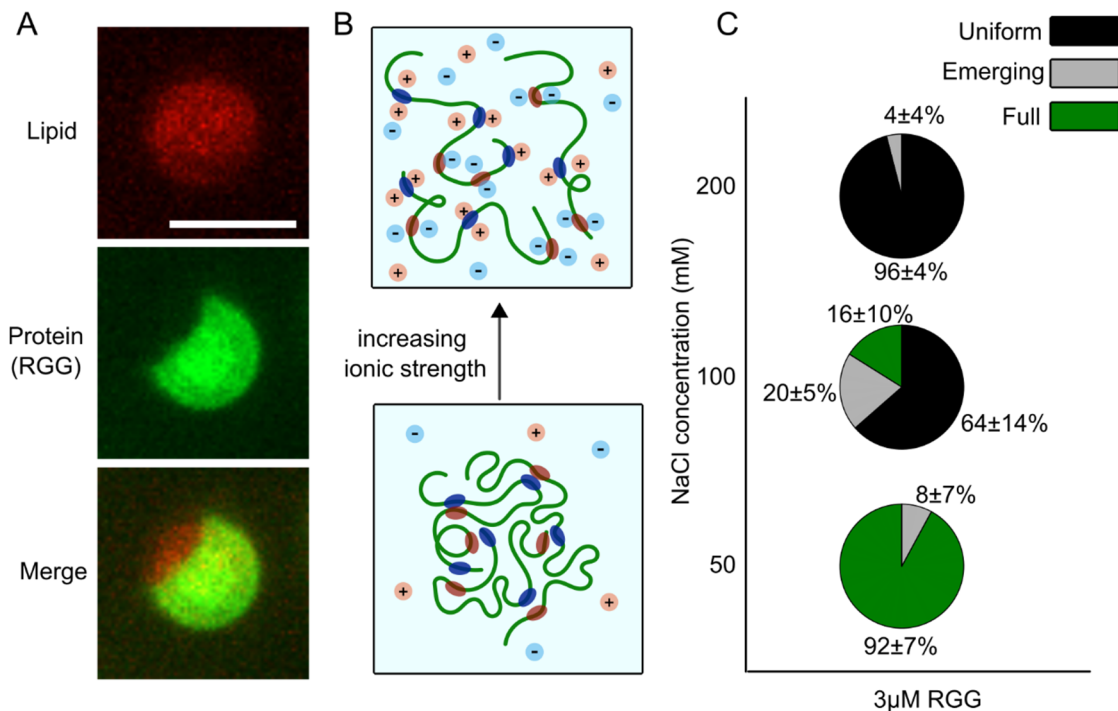 A
Lipid
Protein
(RGG)
Merge
B
increasing
ionic strength
C
Uniform
Emerging
Full
NaCl concentration (mM)
200
4±4%
96±4%
100
16±10%
20±5%
64±14%
50
8±7%
92±7%
3µM RGG